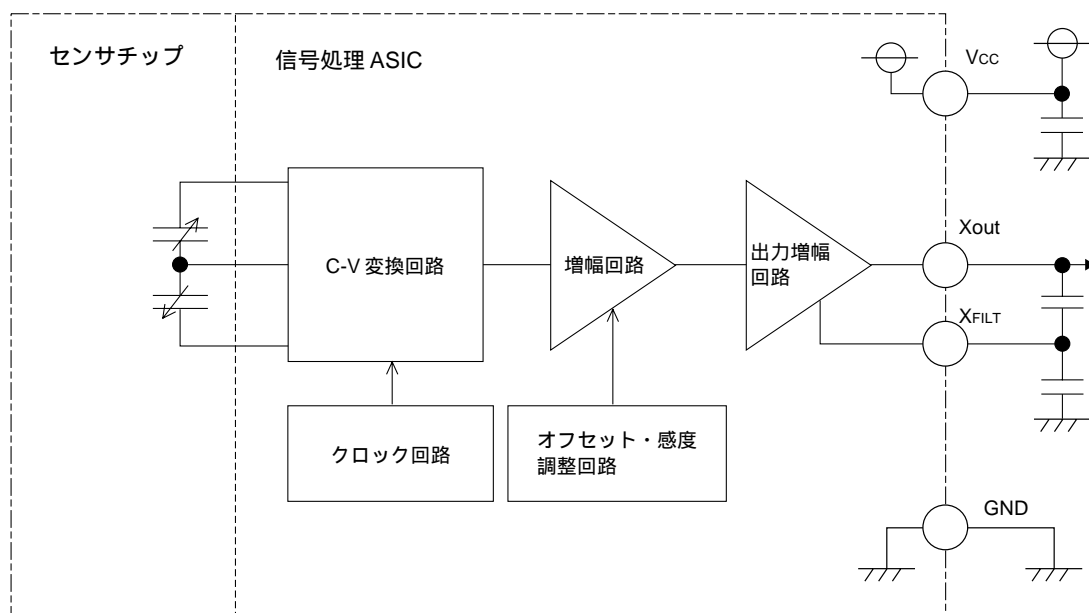 センサチップ
信号処理 ASIC
VCC
C-V 変換回路
増幅回路
出力増幅
回路
Xout
XFILT
クロック回路
オフセット・感度
調整回路
GND